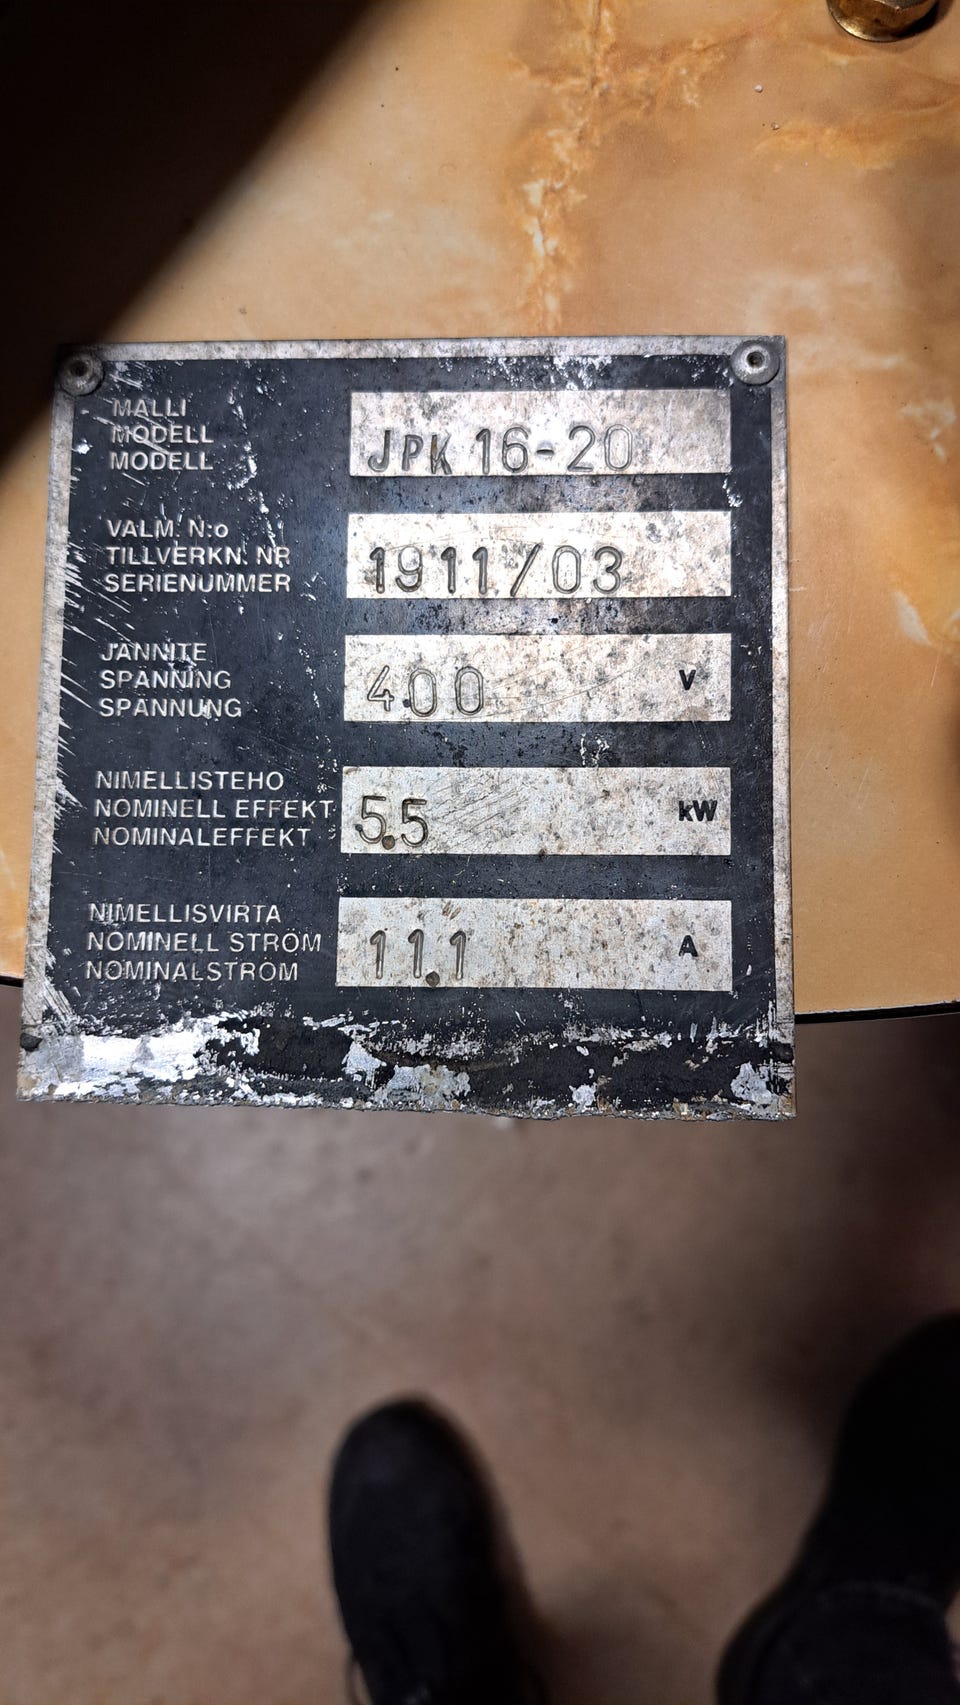 MALLI
MODELL
MODELL
JPK 16-20
VALM. N:o
TILLVERKN. NR
SERIENUMMER
1911/03
JÄNNITE
SPÄNNING
SPANNUNG
400 V
NIMELLISTEHO
NOMINELL EFFEKT
NOMINALEFFEKT
5.5 kW
NIMELLISVIRTA
NOMINELL STRÖM
NOMINALSTRÖM
11.1 A